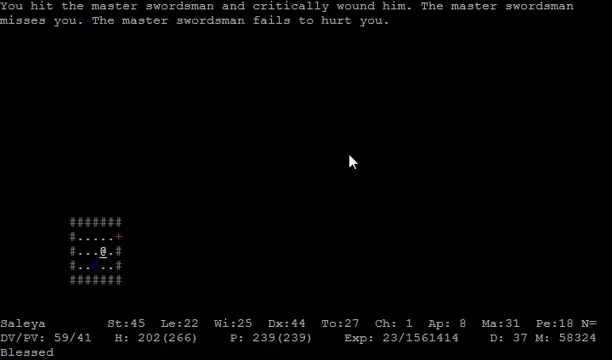 You hit the master swordsman and critically wound him. The master swordsman
misses you. The master swordsman fails to hurt you.
#######
#.....+
#...@.#
#..@..#
#######
Saleya St:45 Le:22 Wi:25 Dx:44 To:27 Ch: 1 Ap: 8 Ma:31 Pe:18 N=
DV/PV: 59/41 H: 202(266) P: 239(239) Exp: 23/1561414 D: 37 M: 58324
Blessed